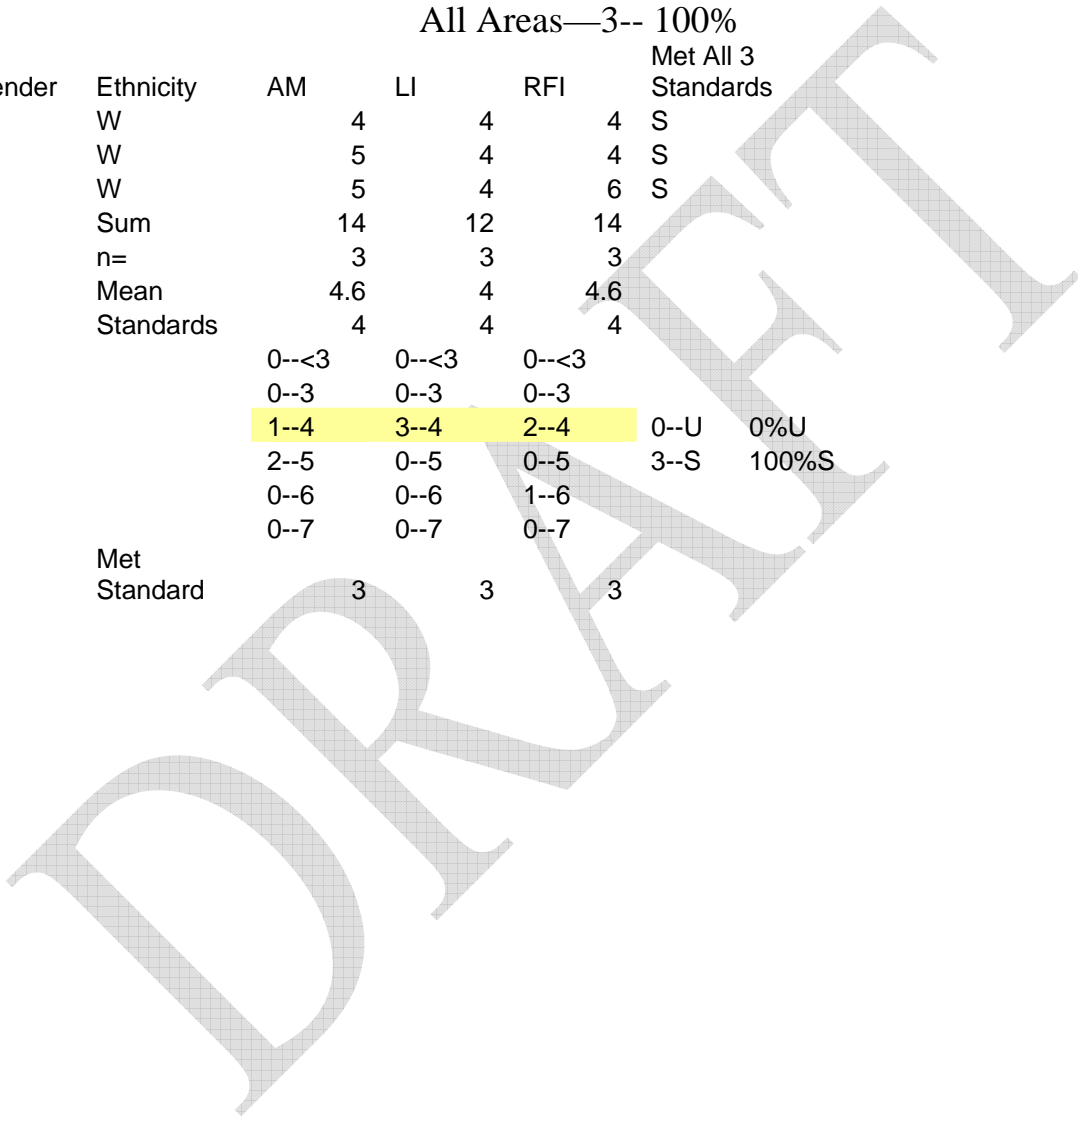 All Areas—3-- 100%
Met All 3
ender Ethnicity AM LI RFI Standards
W 4 4 4 S
W 5 4 4 S
W 5 4 6 S
Sum 14 12 14
n= 3 3 3
Mean 4.6 4 4.6
Standards 4 4 4
0--<3 0--<3 0--<3
0--3 0--3 0--3
1--4 3--4 2--4 0--U 0%U
2--5 0--5 0--5 3--S 100%S
0--6 0--6 1--6
0--7 0--7 0--7
Met
Standard 3 3 3
DRAFT